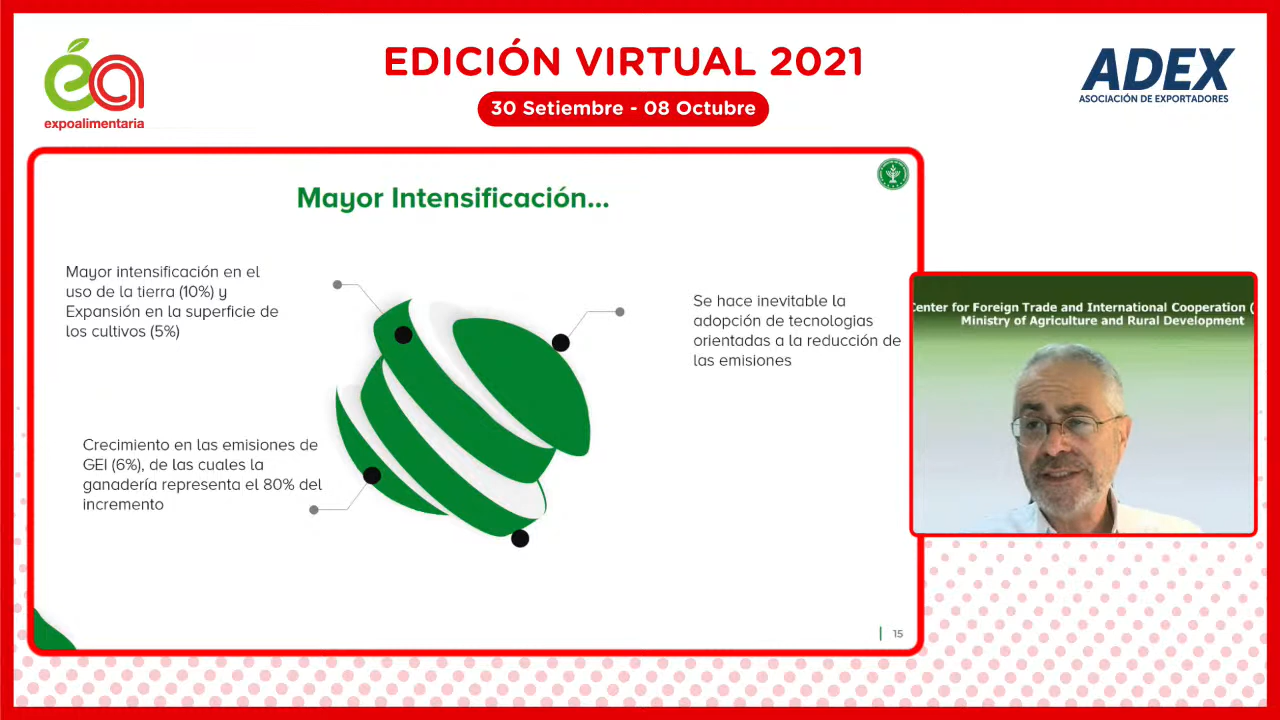 EDICIÓN VIRTUAL 2021
30 Setiembre - 08 Octubre
éa
expoalimentaria
ADEX
ASOCIACIÓN DE EXPORTADORES
Mayor Intensificación...
Mayor intensificación en el
uso de la tierra (10%) y
Expansión en la superficie de
los cultivos (5%)
Se hace inevitable la
adopción de tecnologias
orientadas a la reducción de
las emisiones
Crecimiento en las emisiones de
GEI (6%), de las cuales la
ganadería representa el 80% del
incremento
15
Center for Foreign Trade and International Cooperation (
Ministry of Agriculture and Rural Development